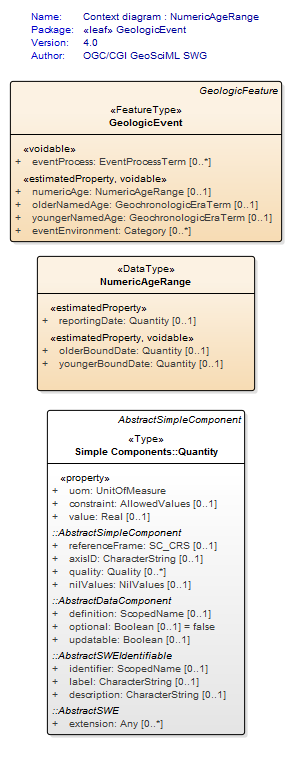 Name: Context diagram : NumericAgeRange
Package: «leaf» GeologicEvent
Version: 4.0
Author: OGC/CGI GeoSciML SWG
GeologicFeature
«FeatureType»
GeologicEvent
«voidable»
+ eventProcess: EventProcessTerm [0..*]
«estimatedProperty, voidable»
+ numericAge: NumericAgeRange [0..1]
+ olderNamedAge: GeochronologicEraTerm [0..1]
+ youngerNamedAge: GeochronologicEraTerm [0..1]
+ eventEnvironment: Category [0..*]
«DataType»
NumericAgeRange
«estimatedProperty»
+ reportingDate: Quantity [0..1]
«estimatedProperty, voidable»
+ olderBoundDate: Quantity [0..1]
+ youngerBoundDate: Quantity [0..1]
AbstractSimpleComponent
«Type»
Simple Components::Quantity
«property»
+ uom: UnitOfMeasure
+ constraint: AllowedValues [0..1]
+ value: Real [0..1]
::AbstractSimpleComponent
+ referenceFrame: SC_CRS [0..1]
+ axisID: CharacterString [0..1]
+ quality: Quality [0..*]
+ nilValues: NilValues [0..1]
::AbstractDataComponent
+ definition: ScopedName [0..1]
+ optional: Boolean [0..1] = false
+ updatable: Boolean [0..1]
::AbstractSWEIdentifiable
+ identifier: ScopedName [0..1]
+ label: CharacterString [0..1]
+ description: CharacterString [0..1]
::AbstractSWE
+ extension: Any [0..*]